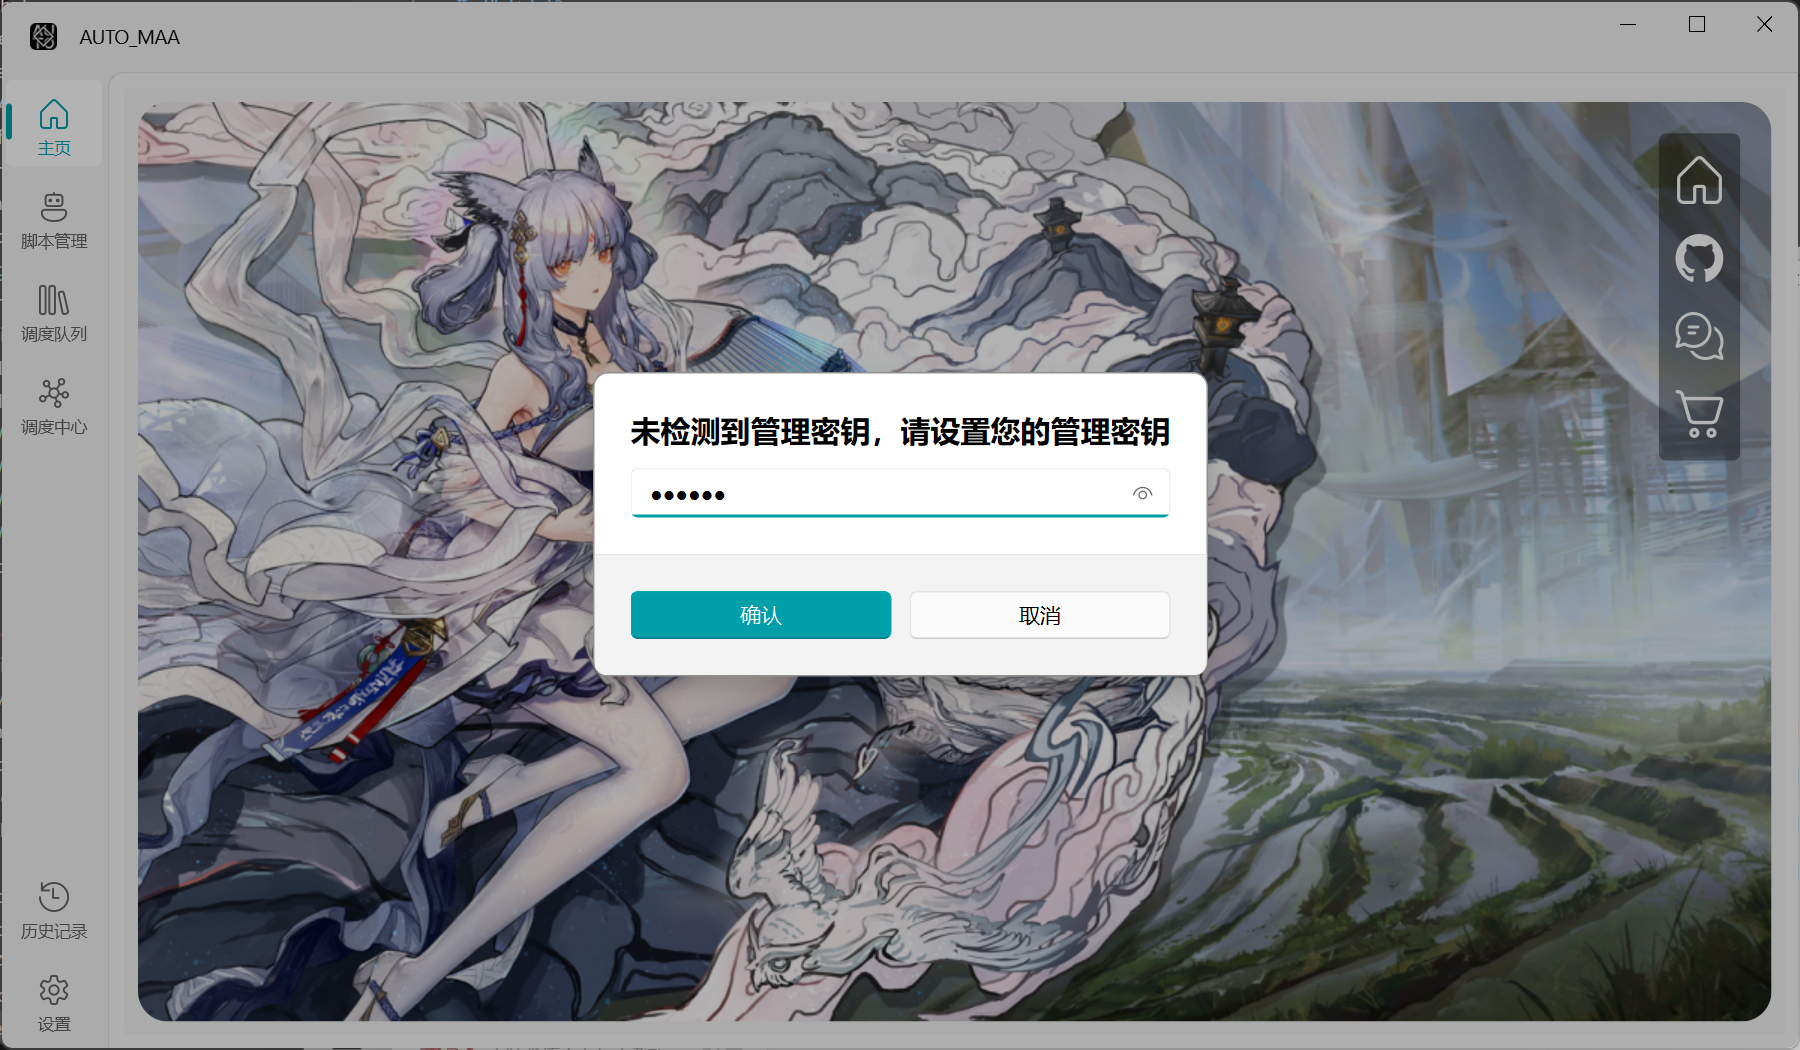 AUTO_MAA
主页
脚本管理
调度队列
调度中心
未检测到管理密钥，请设置您的管理密钥
••••••
确认
取消
历史记录
设置